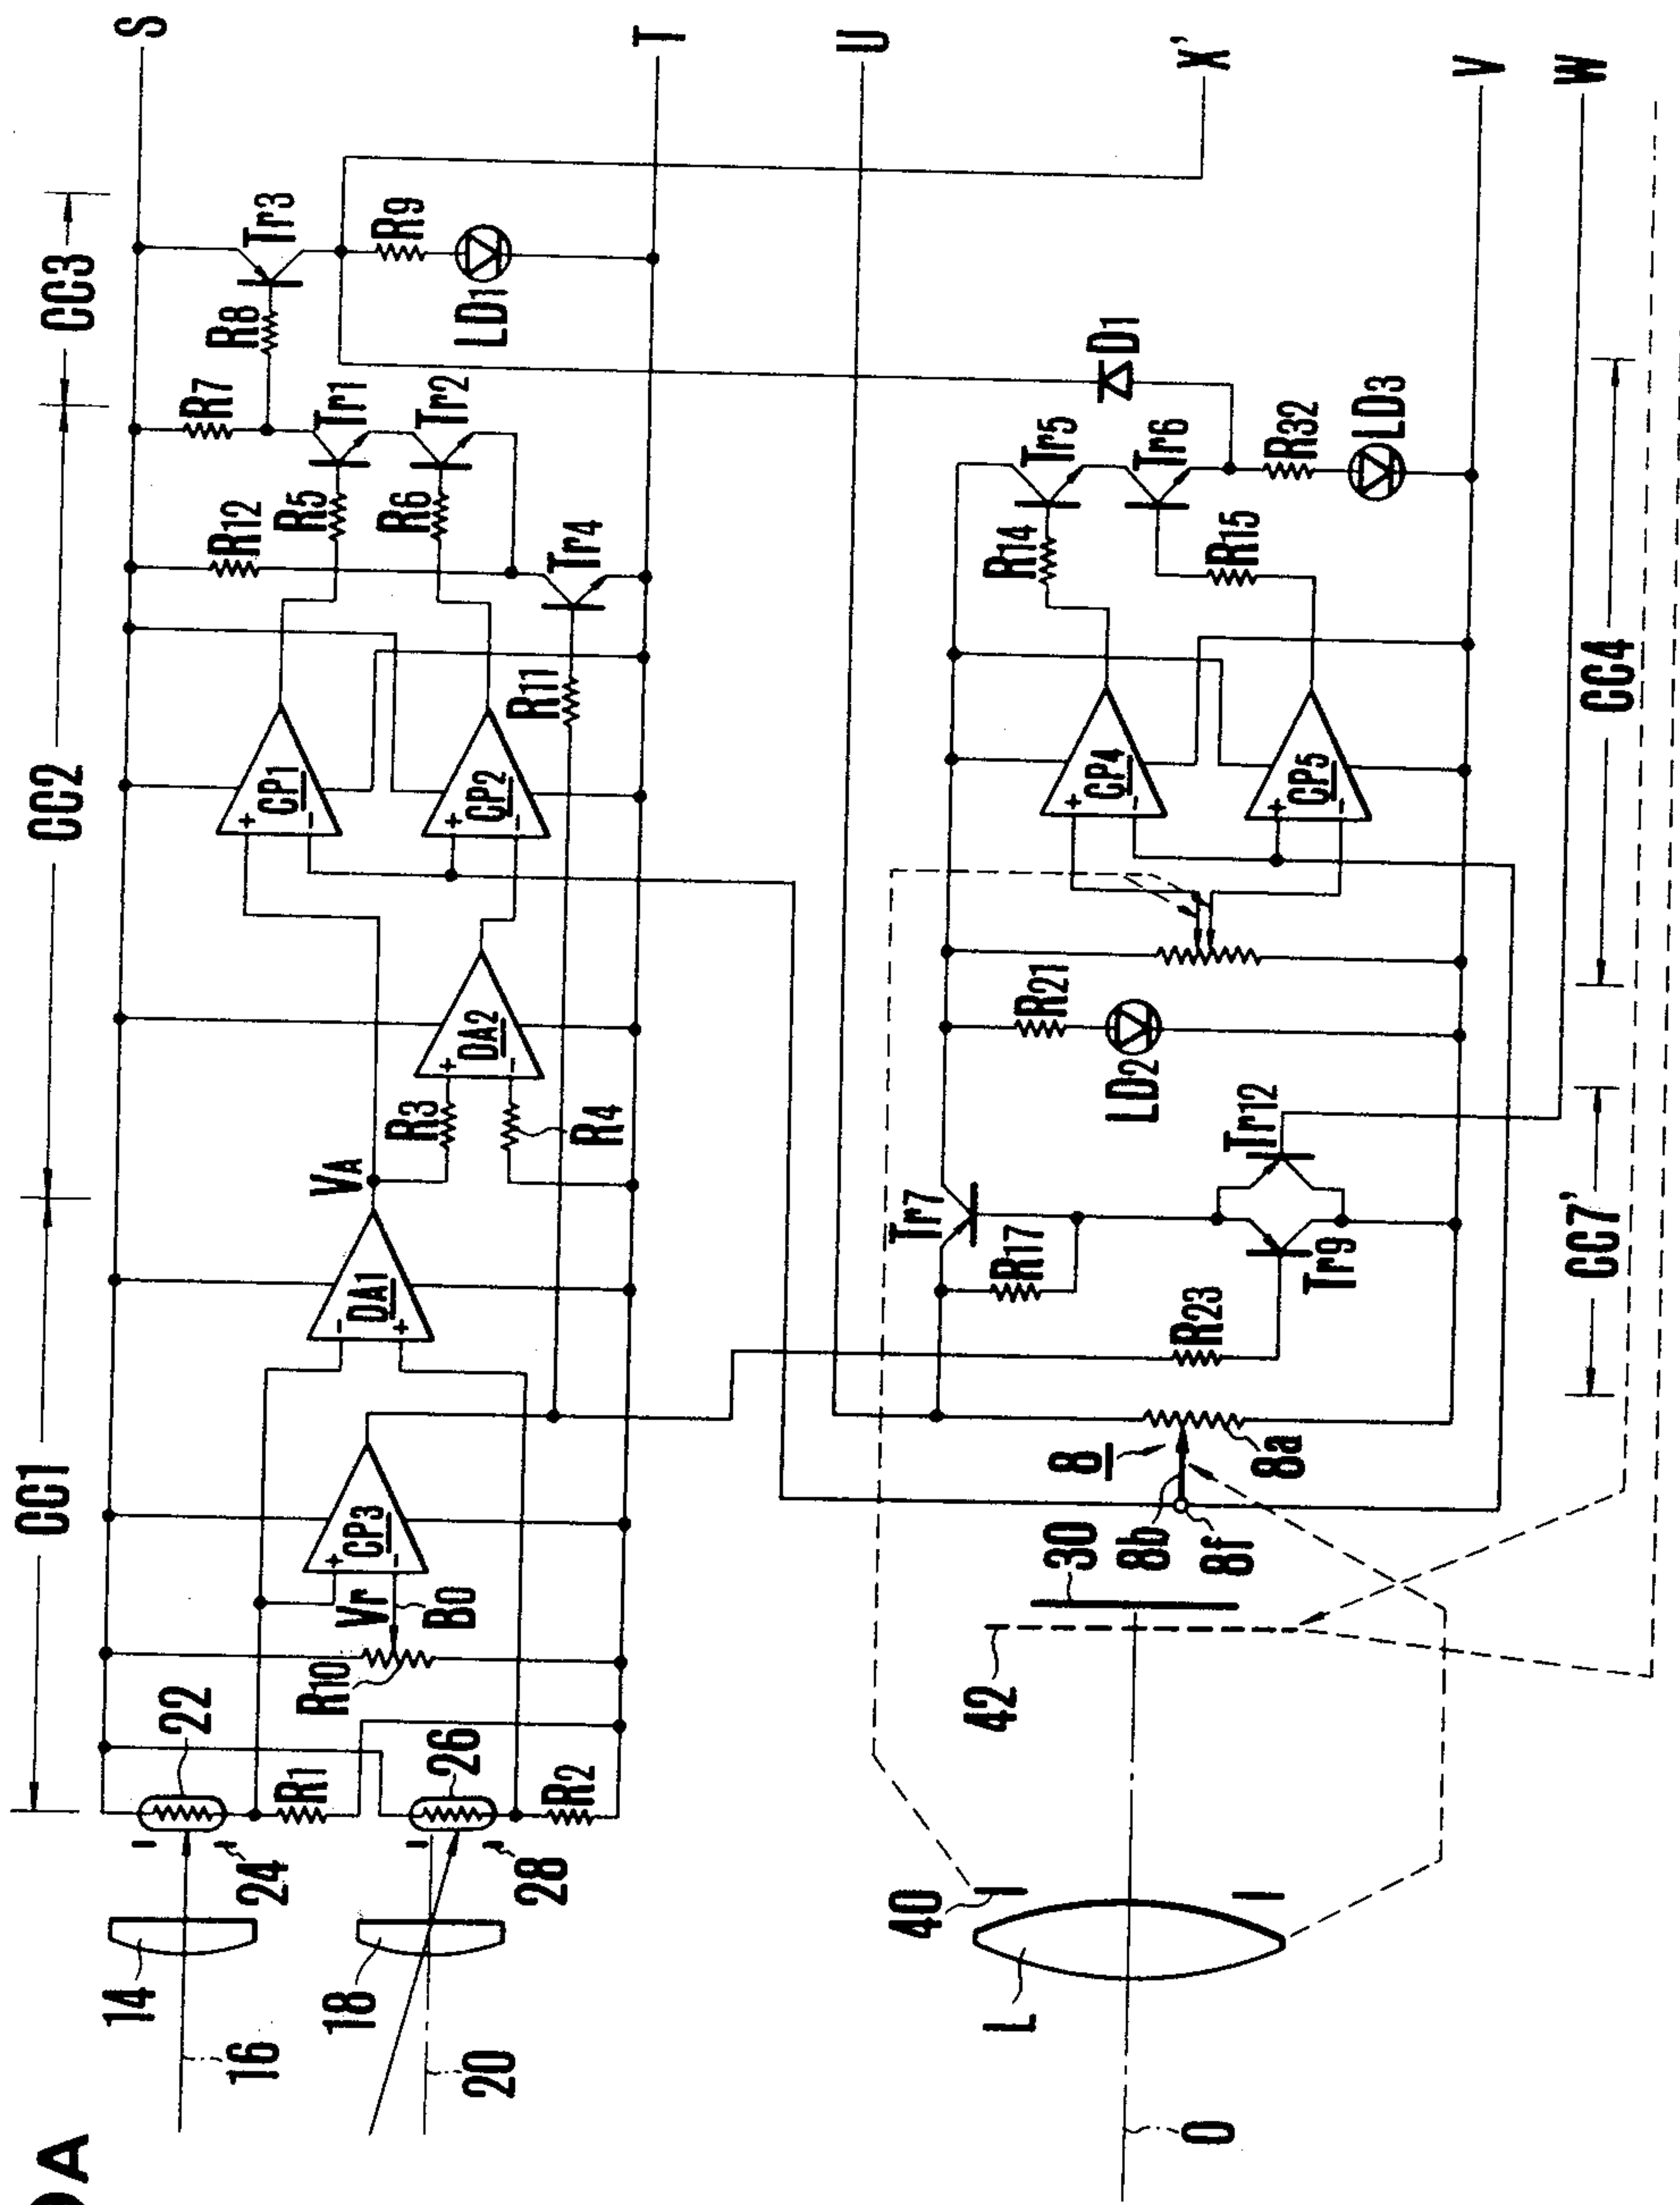 A
CC1
CC2
CC3
S
T
U
X'
V
W
14
16
18
20
22
24
26
28
R1
R2
R10
Vr
B0
CP3
DA1
VA
R3
R4
DA2
CP1
CP2
R11
R12
R5
R6
R7
R8
Tr1
Tr2
Tr3
Tr4
R9
LD1
O
L
40
42
30
8
8a
8b
8f
R23
R17
Tr7
Tr9
Tr12
R21
LD2
CP4
CP5
R14
R15
Tr5
Tr6
D1
R32
LD3
CC7'
CC4